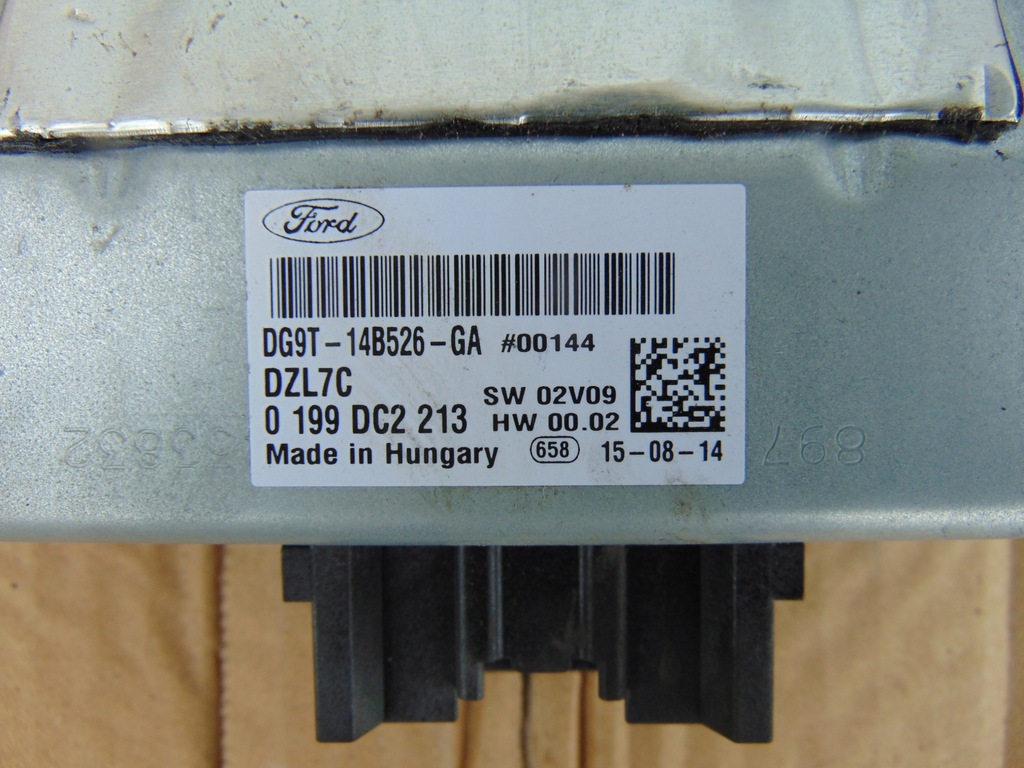 Ford
DG9T-14B526-GA #00144
DZL7C
SW 02V09
0 199 DC2 213
HW 00.02
Made in Hungary 658 15-08-14
897